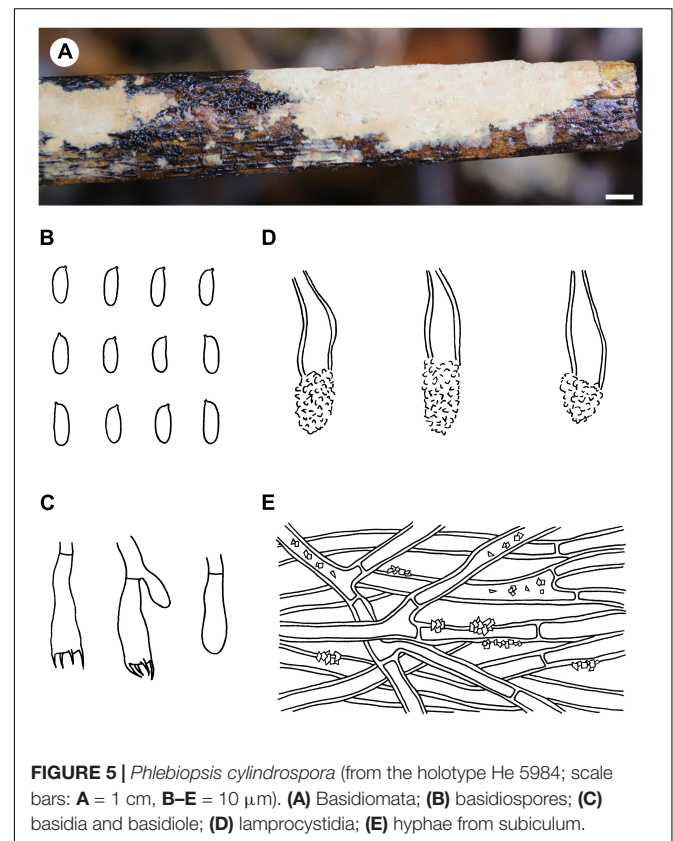 A
B
D
C
E
FIGURE 5 | Phlebiopsis cylindrospora (from the holotype He 5984; scale
bars: A = 1 cm, B–E = 10 μm). (A) Basidiomata; (B) basidiospores; (C)
basidia and basidiole; (D) lamprocystidia; (E) hyphae from subiculum.